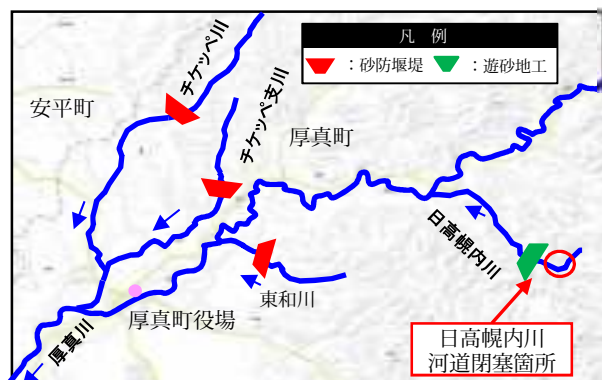 凡 例
：砂防堰堤 ：遊砂地工
チケッペ川
安平町
チケッペ支川
厚真町
日高幌内川
東和川
厚真町役場
厚真川
日高幌内川
河道閉塞箇所